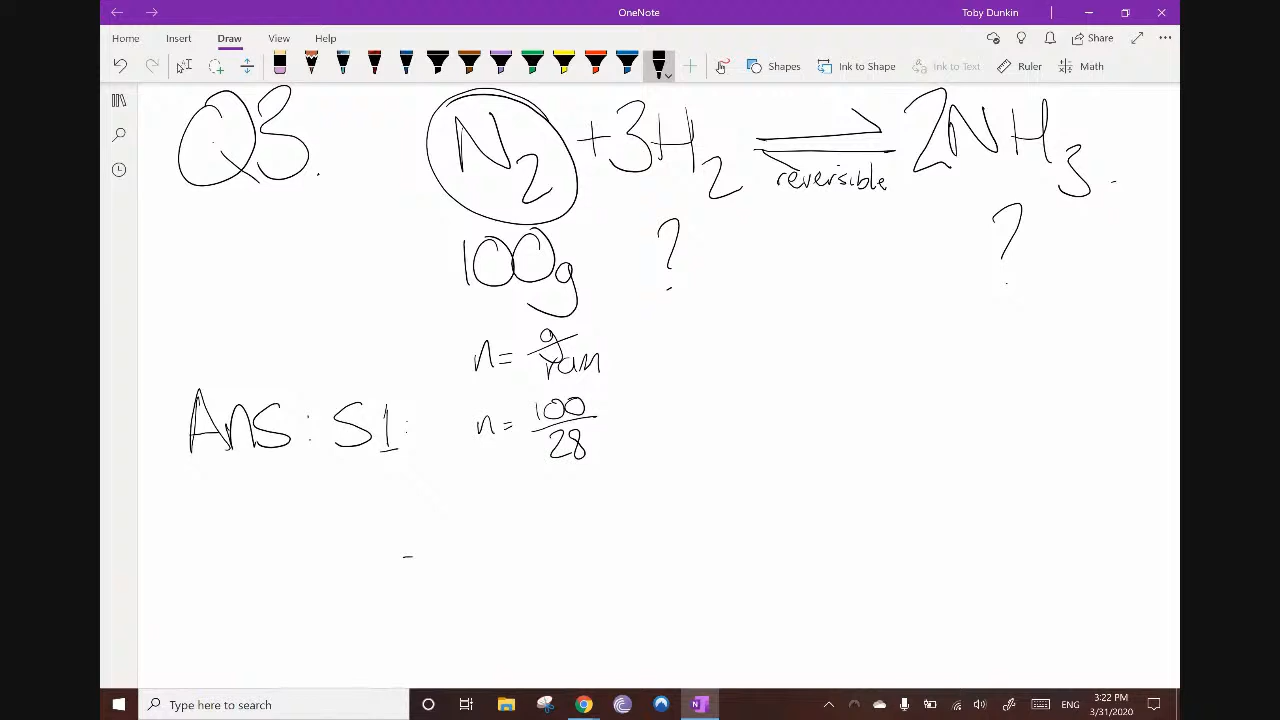 OneNote
Toby Dunkin
Home Insert Draw View Help
Share
Shapes Ink to Shape Ink to Text Ruler Math
Q3. N2 +3H2 ⇌ 2NH3.
reversible
100g ? ?
n= g/ram
Ans: S1: n= 100/28
Type here to search
ENG
3:22 PM
3/31/2020